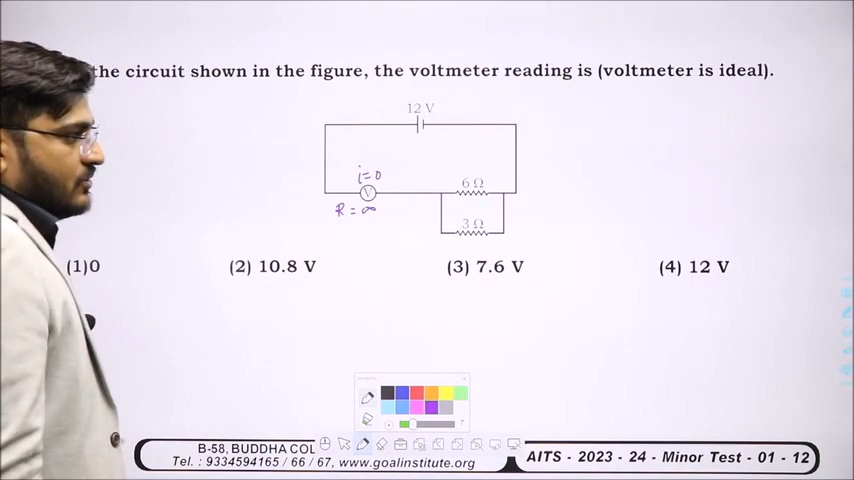 the circuit shown in the figure, the voltmeter reading is (voltmeter is ideal).
12 V
i=0
6 Ω
V
R = ∞
3 Ω
(1)0 (2) 10.8 V (3) 7.6 V (4) 12 V
7
B-58, BUDDHA COL
Tel. : 9334594165 / 66 / 67, www.goalinstitute.org
AITS - 2023 - 24 - Minor Test - 01 - 12